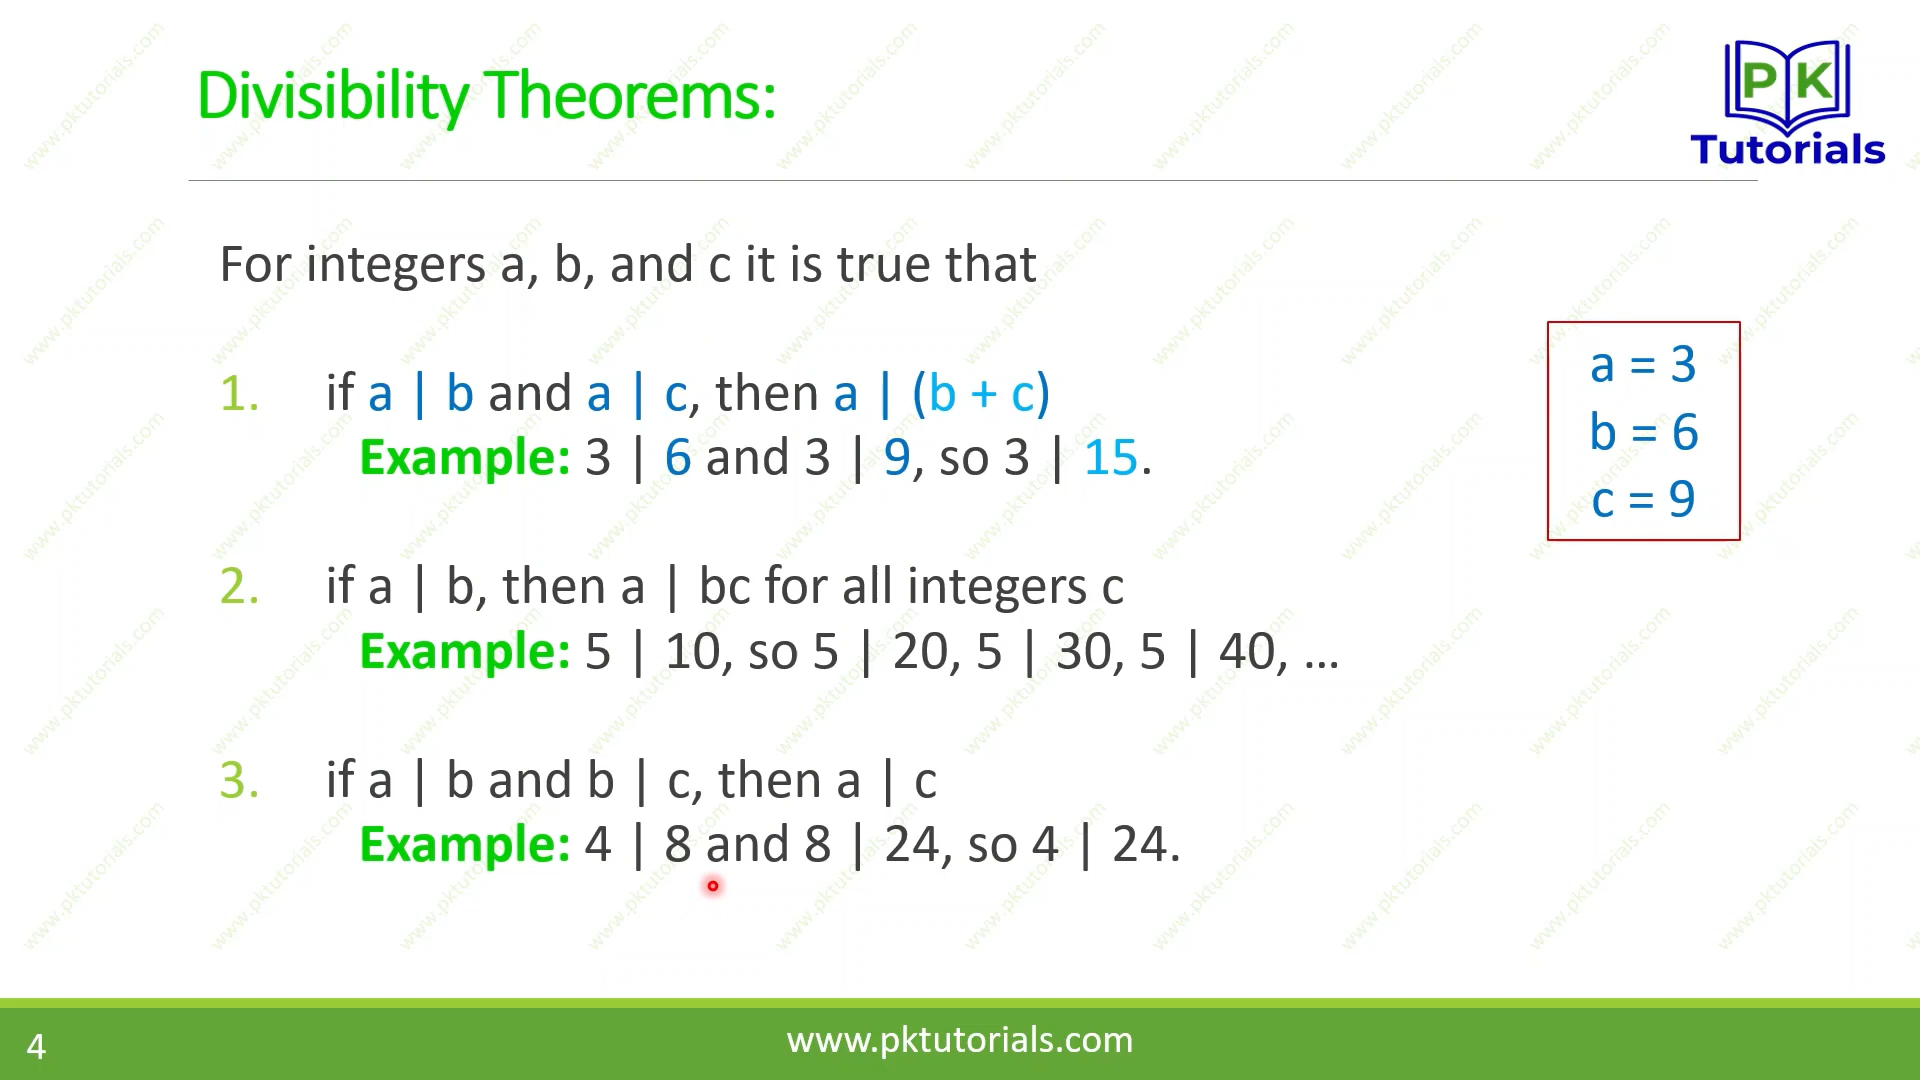 Divisibility Theorems:
PK
Tutorials
For integers a, b, and c it is true that
1. if a | b and a | c, then a | (b + c)
Example: 3 | 6 and 3 | 9, so 3 | 15.
a = 3
b = 6
c = 9
2. if a | b, then a | bc for all integers c
Example: 5 | 10, so 5 | 20, 5 | 30, 5 | 40, ...
3. if a | b and b | c, then a | c
Example: 4 | 8 and 8 | 24, so 4 | 24.
4
www.pktutorials.com